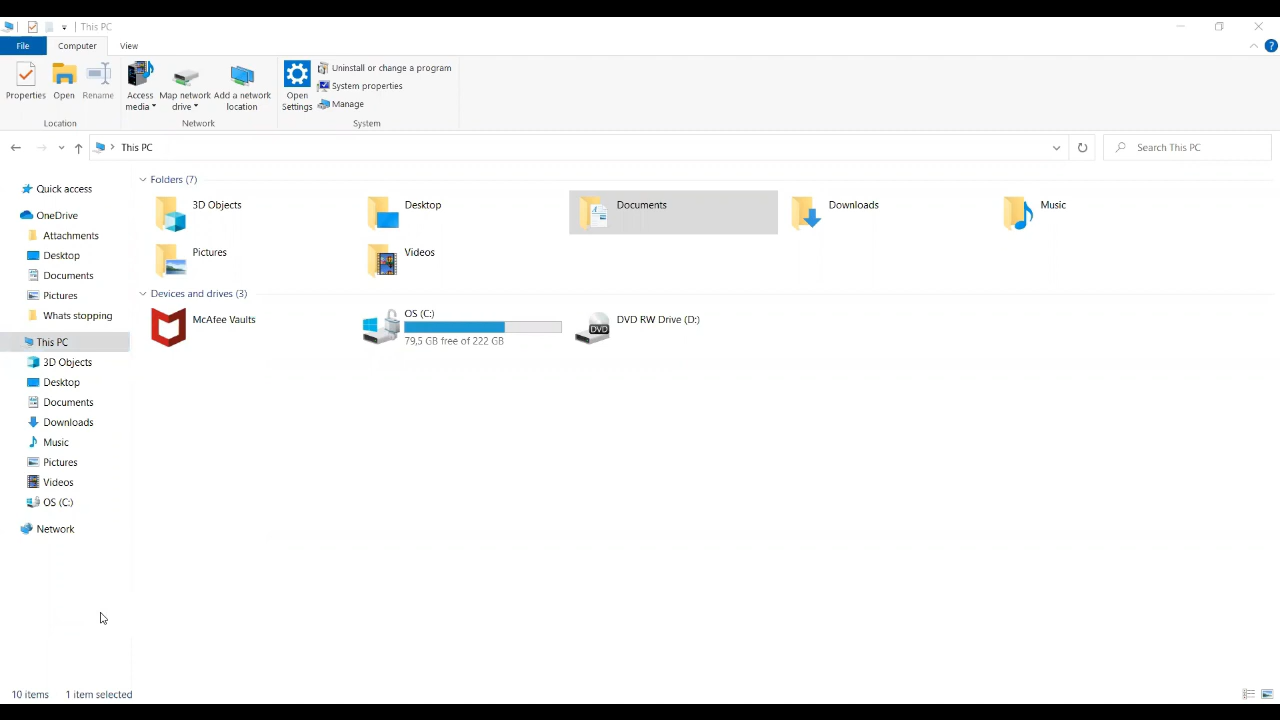 This PC
File Computer View
Properties Open Rename Access media Map network drive Add a network location Open Settings Uninstall or change a program
System properties
Manage
Location Network System
This PC Search This PC
Quick access
OneDrive
Attachments
Desktop
Documents
Pictures
Whats stopping
This PC
3D Objects
Desktop
Documents
Downloads
Music
Pictures
Videos
OS (C:)
Network
Folders (7)
3D Objects Desktop Documents Downloads Music
Pictures Videos
Devices and drives (3)
McAfee Vaults OS (C:) DVD RW Drive (D:)
79,5 GB free of 222 GB
DVD
10 items 1 item selected